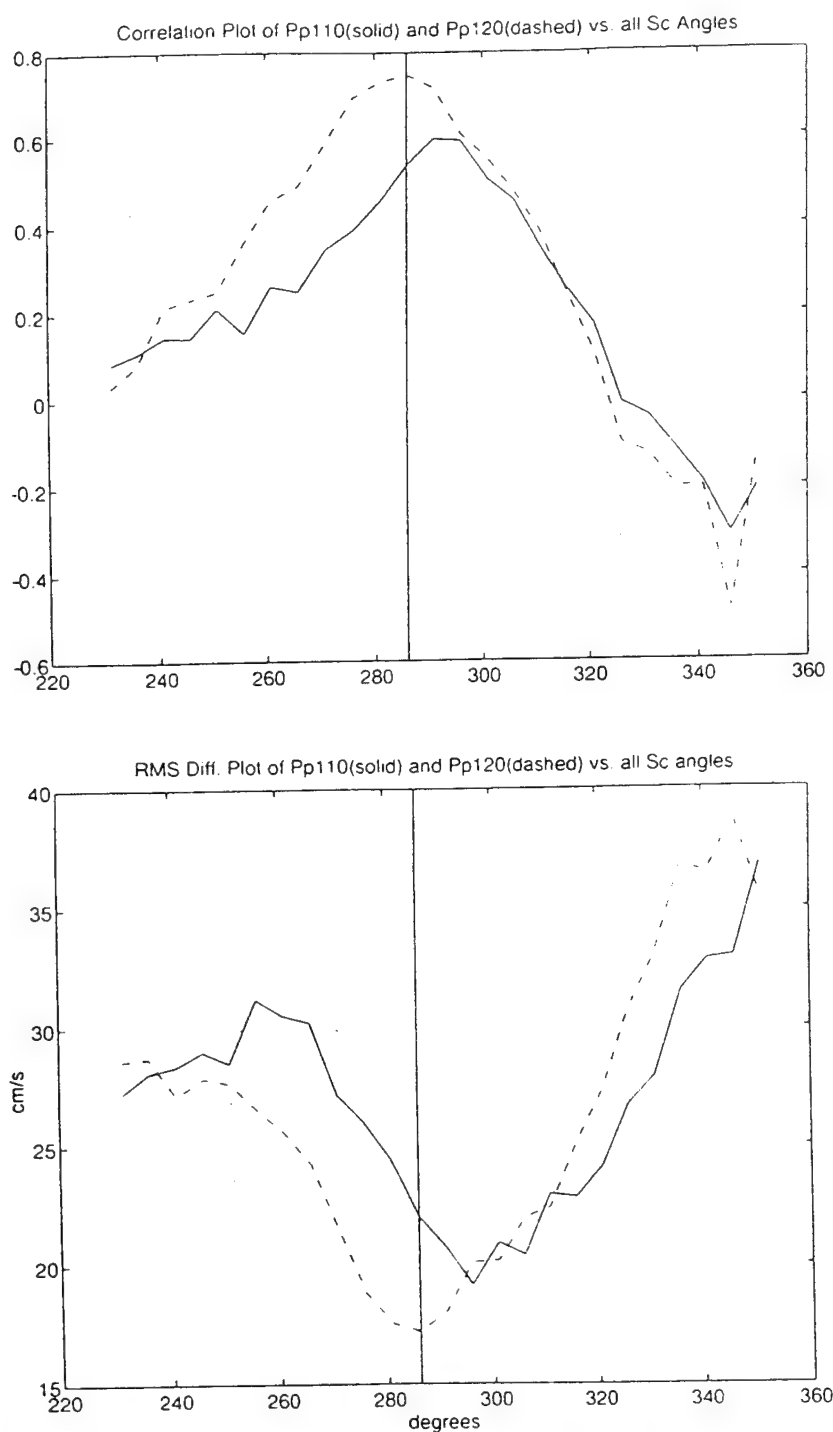 Correlation Plot of Pp110(solid) and Pp120(dashed) vs. all Sc Angles
0.8
0.6
0.4
0.2
0
-0.2
-0.4
-0.6
220 240 260 280 300 320 340 360
RMS Diff. Plot of Pp110(solid) and Pp120(dashed) vs. all Sc angles
40
35
30
25
20
15
cm/s
220 240 260 280 300 320 340 360
degrees